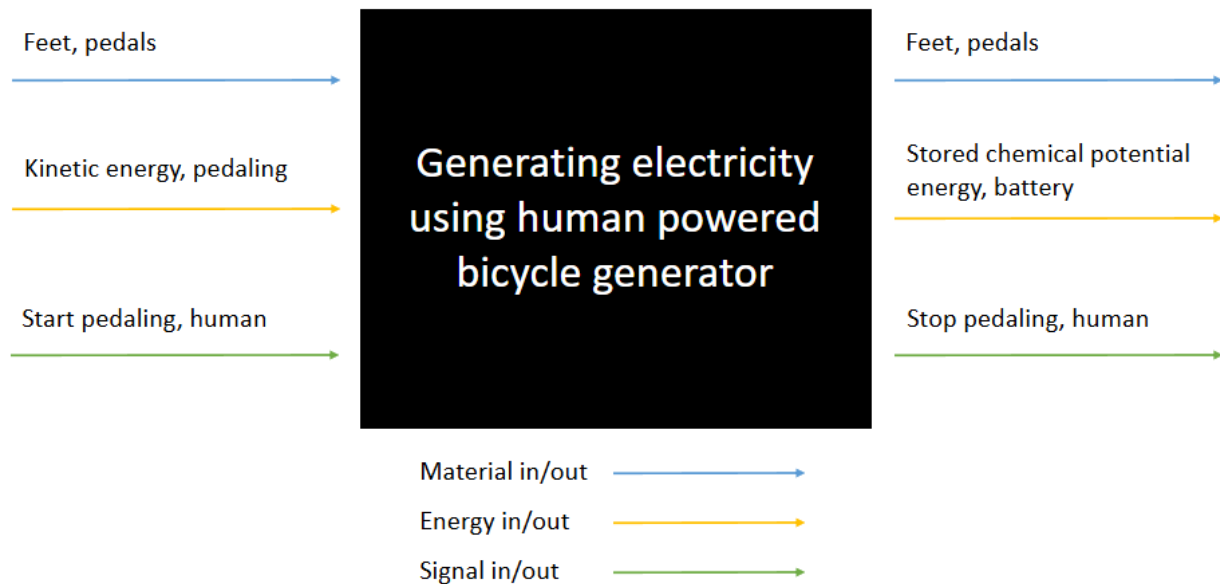 Feet, pedals
Feet, pedals
Kinetic energy, pedaling
Generating electricity
using human powered
bicycle generator
Stored chemical potential
energy, battery
Start pedaling, human
Stop pedaling, human
Material in/out
Energy in/out
Signal in/out